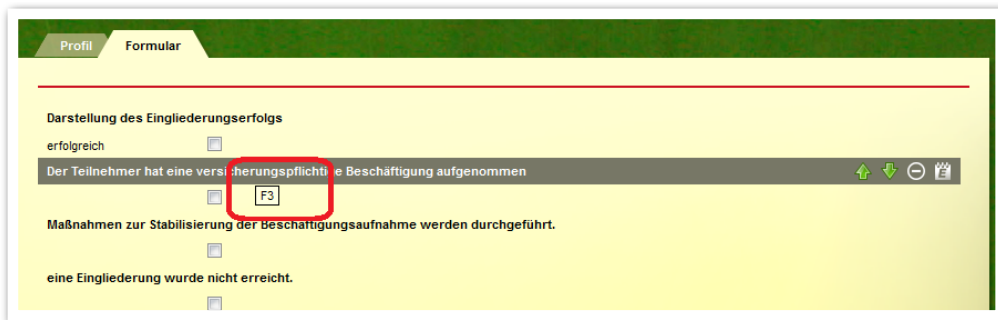 Profil Formular
Darstellung des Eingliederungserfolgs
erfolgreich
Der Teilnehmer hat eine versicherungspflichtige Beschäftigung aufgenommen
F3
Maßnahmen zur Stabilisierung der Beschäftigungsaufnahme werden durchgeführt.
eine Eingliederung wurde nicht erreicht.